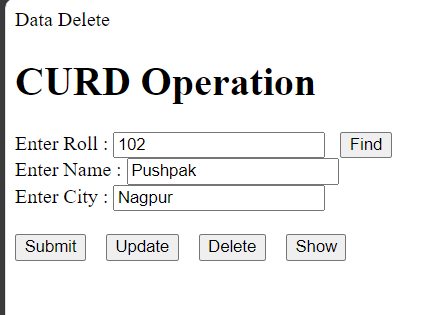 Data Delete
CURD Operation
Enter Roll : 102 Find
Enter Name : Pushpak
Enter City : Nagpur
Submit Update Delete Show